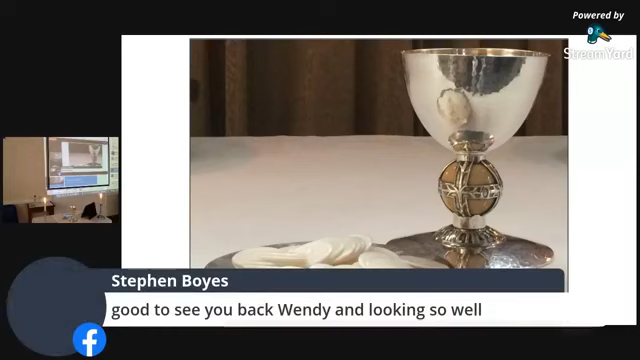 Powered by
StreamYard
Stephen Boyes
good to see you back Wendy and looking so well